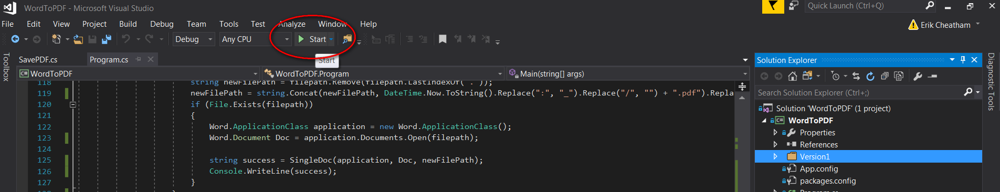 WordToPDF - Microsoft Visual Studio
Quick Launch (Ctrl+Q)
File Edit View Project Build Debug Team Tools Test Analyze Window Help
Erik Cheatham
Debug Any CPU Start
SavePDF.cs Program.cs
Start
Toolbox
C# WordToPDF WordToPDF.Program Main(string[] args)
118 string newFilePath = filepath.Remove(filepath.LastIndexOf("."));
119 newFilePath = string.Concat(newFilePath, DateTime.Now.ToString().Replace(":", "_").Replace("/", "") + ".pdf").Repla
120 if (File.Exists(filepath))
121 {
122 Word.ApplicationClass application = new Word.ApplicationClass();
123 Word.Document Doc = application.Documents.Open(filepath);
124
125 string success = SingleDoc(application, Doc, newFilePath);
126 Console.WriteLine(success);
127 }
Solution Explorer
Search Solution Explorer (Ctrl+;)
Solution 'WordToPDF' (1 project)
C# WordToPDF
Properties
References
Version1
App.config
packages.config
Program.cs
Diagnostic Tools